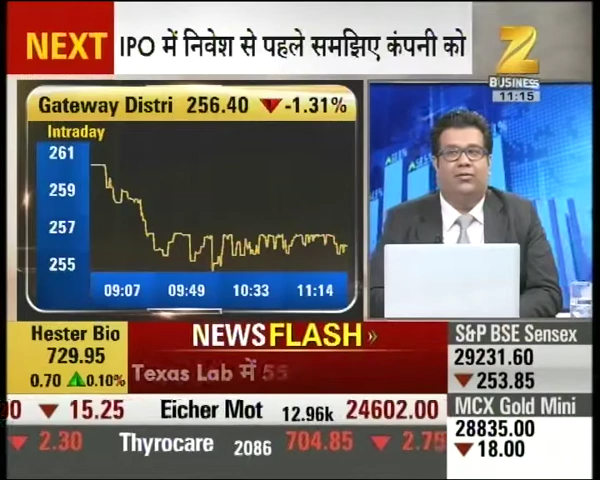 NEXT
IPO में निवेश से पहले समझिए कंपनी को
Z
BUSINESS
11:15
Gateway Distri 256.40 ▼ -1.31%
Intraday
261
259
257
255
09:07 09:49 10:33 11:14
Hester Bio
729.95
0.70 ▲ 0.10%
NEWSFLASH »
Texas Lab में 55
S&P BSE Sensex
29231.60
▼ 253.85
00 ▼ 15.25 Eicher Mot 12.96k 24602.00
MCX Gold Mini
28835.00
▼ 18.00
▼ 2.30 Thyrocare 2086 704.85 ▼ 2.75